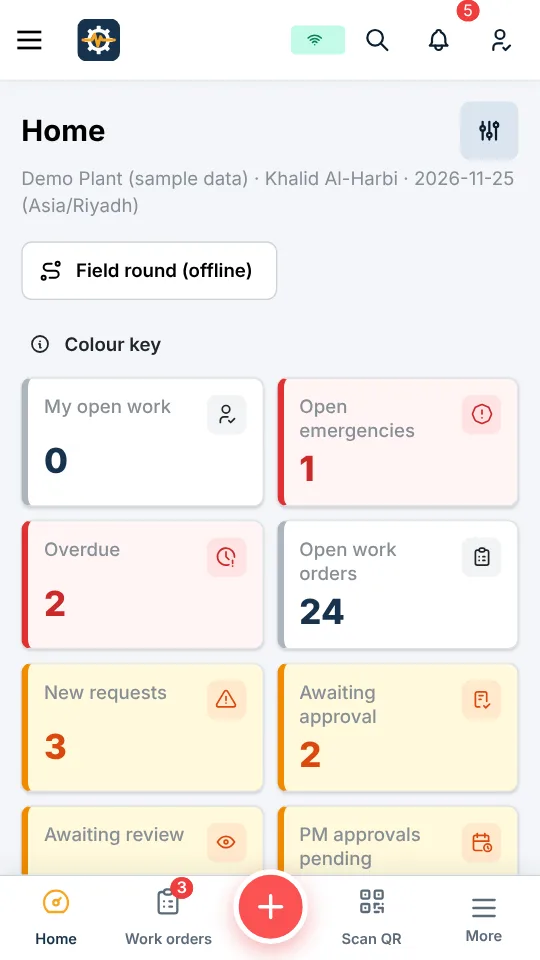 5
Home
Demo Plant (sample data) · Khalid Al-Harbi · 2026-11-25
(Asia/Riyadh)
Field round (offline)
Colour key
My open work
0
Open
emergencies
1
Overdue
2
Open work
orders
24
New requests
3
Awaiting
approval
2
Awaiting review
PM approvals
pending
Home
3
Work orders
Scan QR
More